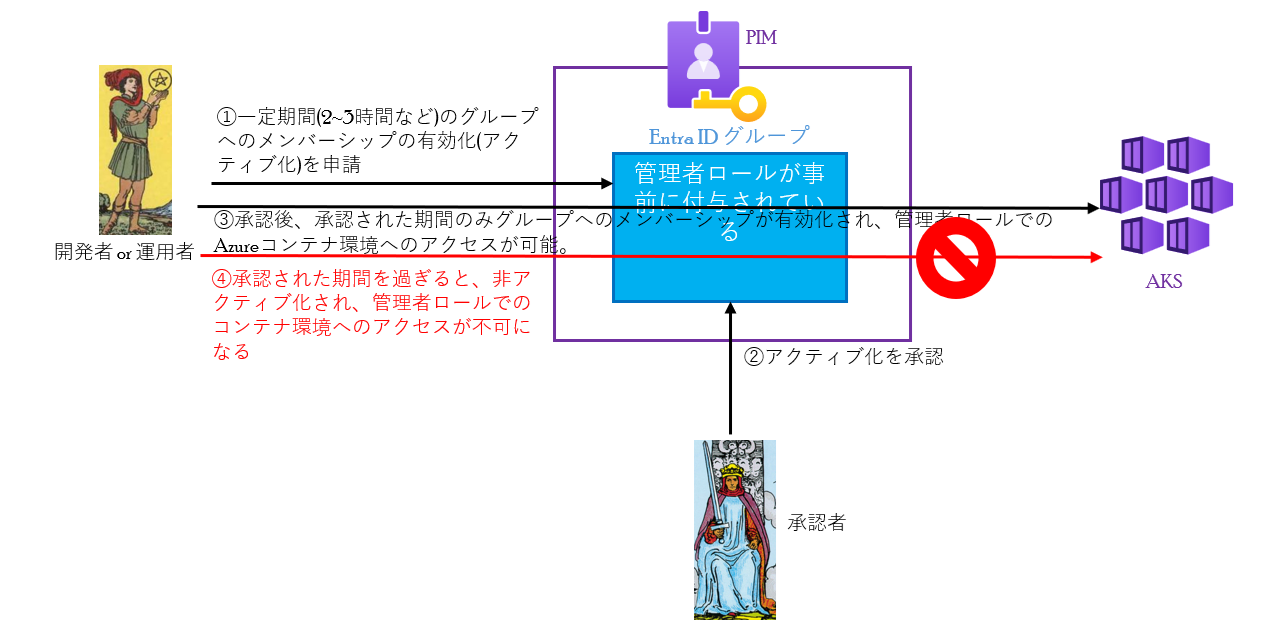 PIM
Entra ID グループ
①一定期間(2~3時間など)のグループ
へのメンバーシップの有効化(アク
ティブ化)を申請
管理者ロールが事
前に付与されてい
る
③承認後、承認された期間のみグループへのメンバーシップが有効化され、管理者ロールでの
Azureコンテナ環境へのアクセスが可能。
開発者 or 運用者
④承認された期間を過ぎると、非ア
クティブ化され、管理者ロールでの
コンテナ環境へのアクセスが不可に
なる
AKS
②アクティブ化を承認
承認者